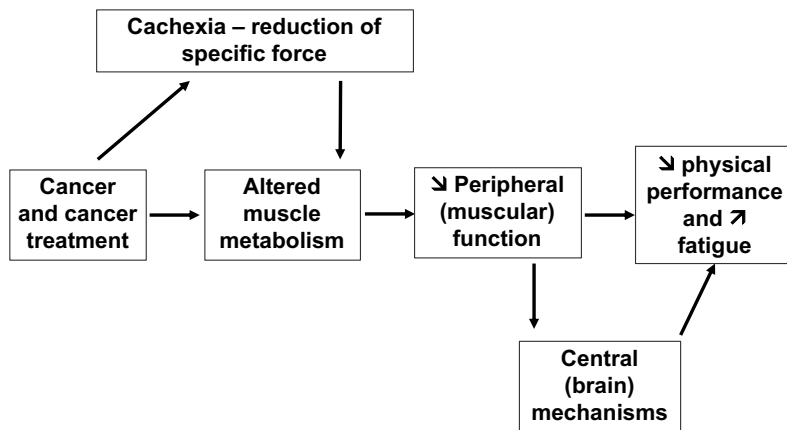 Cachexia – reduction of
specific force
Cancer
and cancer
treatment
Altered
muscle
metabolism
➘ Peripheral
(muscular)
function
➘ physical
performance
and ➚
fatigue
Central
(brain)
mechanisms